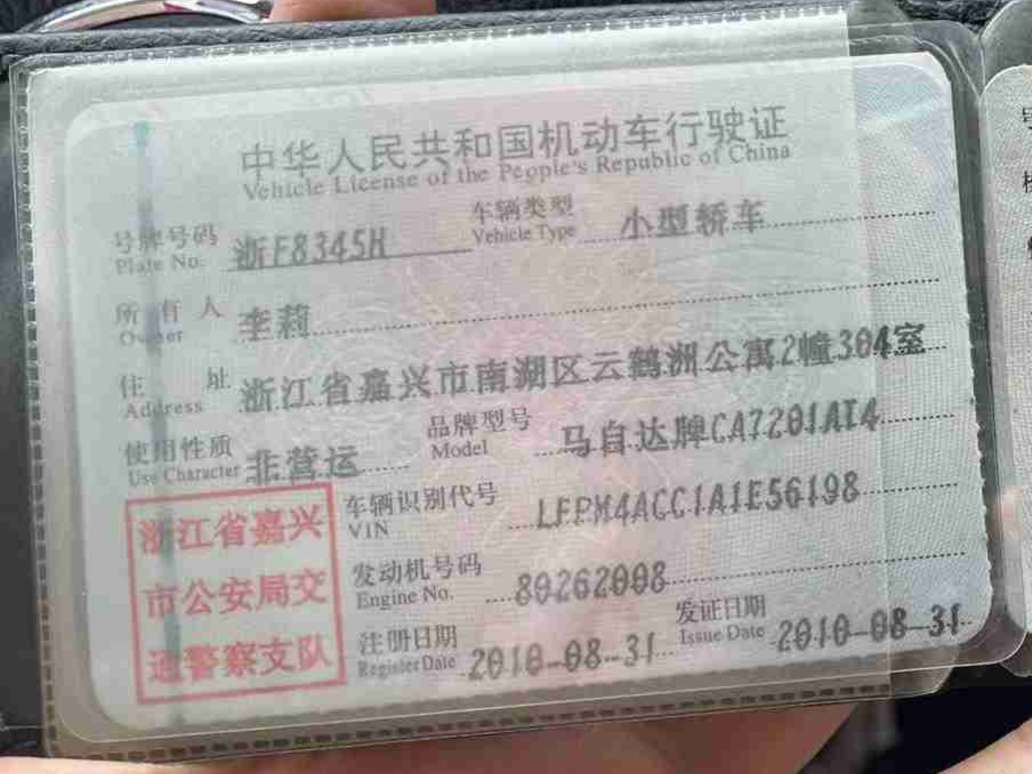 中华人民共和国机动车行驶证
Vehicle License of the People's Republic of China
号牌号码 浙F8345H 车辆类型 小型轿车
Plate No. Vehicle Type
所有人 李莉
Owner
住址 浙江省嘉兴市南湖区云鹤洲公寓2幢304室
Address
使用性质 非营运 品牌型号 马自达牌CA7201AT4
Use Character Model
浙江省嘉兴
市公安局交
通警察支队
车辆识别代号 LFPM4ACC1A1E56198
VIN
发动机号码 80262008
Engine No.
注册日期 2010-08-31 发证日期 2010-08-31
Register Date Issue Date